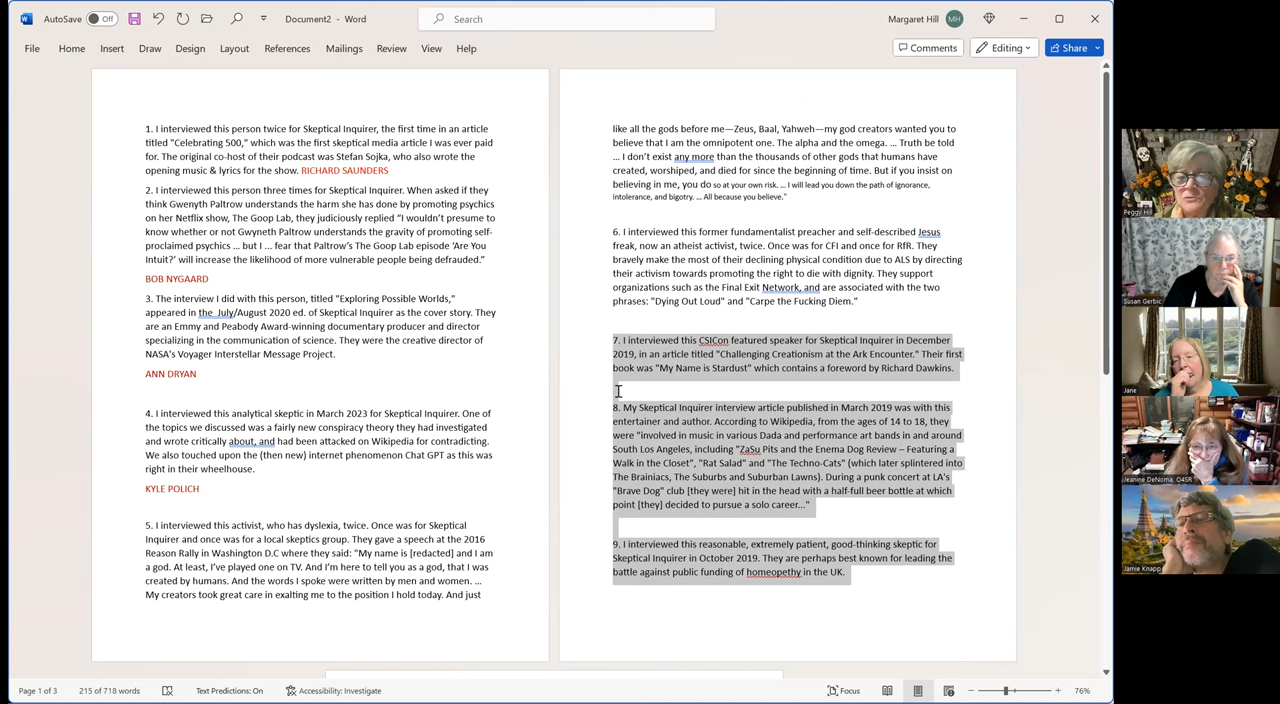 AutoSave Off Document2 - Word Search Margaret Hill MH
File Home Insert Draw Design Layout References Mailings Review View Help Comments Editing Share
1. I interviewed this person twice for Skeptical Inquirer, the first time in an article
titled "Celebrating 500," which was the first skeptical media article I was ever paid
for. The original co-host of their podcast was Stefan Sojka, who also wrote the
opening music & lyrics for the show. RICHARD SAUNDERS
2. I interviewed this person three times for Skeptical Inquirer. When asked if they
think Gwenyth Paltrow understands the harm she has done by promoting psychics
on her Netflix show, The Goop Lab, they judiciously replied “I wouldn’t presume to
know whether or not Gwyneth Paltrow understands the gravity of promoting self-
proclaimed psychics … but I … fear that Paltrow’s The Goop Lab episode ‘Are You
Intuit?’ will increase the likelihood of more vulnerable people being defrauded.”
BOB NYGAARD
3. The interview I did with this person, titled "Exploring Possible Worlds,"
appeared in the July/August 2020 ed. of Skeptical Inquirer as the cover story. They
are an Emmy and Peabody Award-winning documentary producer and director
specializing in the communication of science. They were the creative director of
NASA's Voyager Interstellar Message Project.
ANN DRYAN
4. I interviewed this analytical skeptic in March 2023 for Skeptical Inquirer. One of
the topics we discussed was a fairly new conspiracy theory they had investigated
and wrote critically about, and had been attacked on Wikipedia for contradicting.
We also touched upon the (then new) internet phenomenon Chat GPT as this was
right in their wheelhouse.
KYLE POLICH
5. I interviewed this activist, who has dyslexia, twice. Once was for Skeptical
Inquirer and once was for a local skeptics group. They gave a speech at the 2016
Reason Rally in Washington D.C where they said: "My name is [redacted] and I am
a god. At least, I’ve played one on TV. And I’m here to tell you as a god, that I was
created by humans. And the words I spoke were written by men and women. …
My creators took great care in exalting me to the position I hold today. And just
like all the gods before me—Zeus, Baal, Yahweh—my god creators wanted you to
believe that I am the omnipotent one. The alpha and the omega. … Truth be told
… I don’t exist any more than the thousands of other gods that humans have
created, worshiped, and died for since the beginning of time. But if you insist on
believing in me, you do so at your own risk. … I will lead you down the path of ignorance,
intolerance, and bigotry. … All because you believe."
6. I interviewed this former fundamentalist preacher and self-described Jesus
freak, now an atheist activist, twice. Once was for CFI and once for RfR. They
bravely make the most of their declining physical condition due to ALS by directing
their activism towards promoting the right to die with dignity. They support
organizations such as the Final Exit Network, and are associated with the two
phrases: "Dying Out Loud" and "Carpe the Fucking Diem."
7. I interviewed this CSICon featured speaker for Skeptical Inquirer in December
2019, in an article titled "Challenging Creationism at the Ark Encounter." Their first
book was "My Name is Stardust" which contains a foreword by Richard Dawkins.
8. My Skeptical Inquirer interview article published in March 2019 was with this
entertainer and author. According to Wikipedia, from the ages of 14 to 18, they
were "involved in music in various Dada and performance art bands in and around
South Los Angeles, including "ZaSu Pits and the Enema Dog Review – Featuring a
Walk in the Closet", "Rat Salad" and "The Techno-Cats" (which later splintered into
The Brainiacs, The Suburbs and Suburban Lawns). During a punk concert at LA's
"Brave Dog" club [they were] hit in the head with a half-full beer bottle at which
point [they] decided to pursue a solo career..."
9. I interviewed this reasonable, extremely patient, good-thinking skeptic for
Skeptical Inquirer in October 2019. They are perhaps best known for leading the
battle against public funding of homeopethy in the UK.
Peggy Hill
Susan Gerbic
Jane
Jeanine DeNoma, O4SR
Jamie Knapp
Page 1 of 3 215 of 718 words Text Predictions: On Accessibility: Investigate Focus 76%